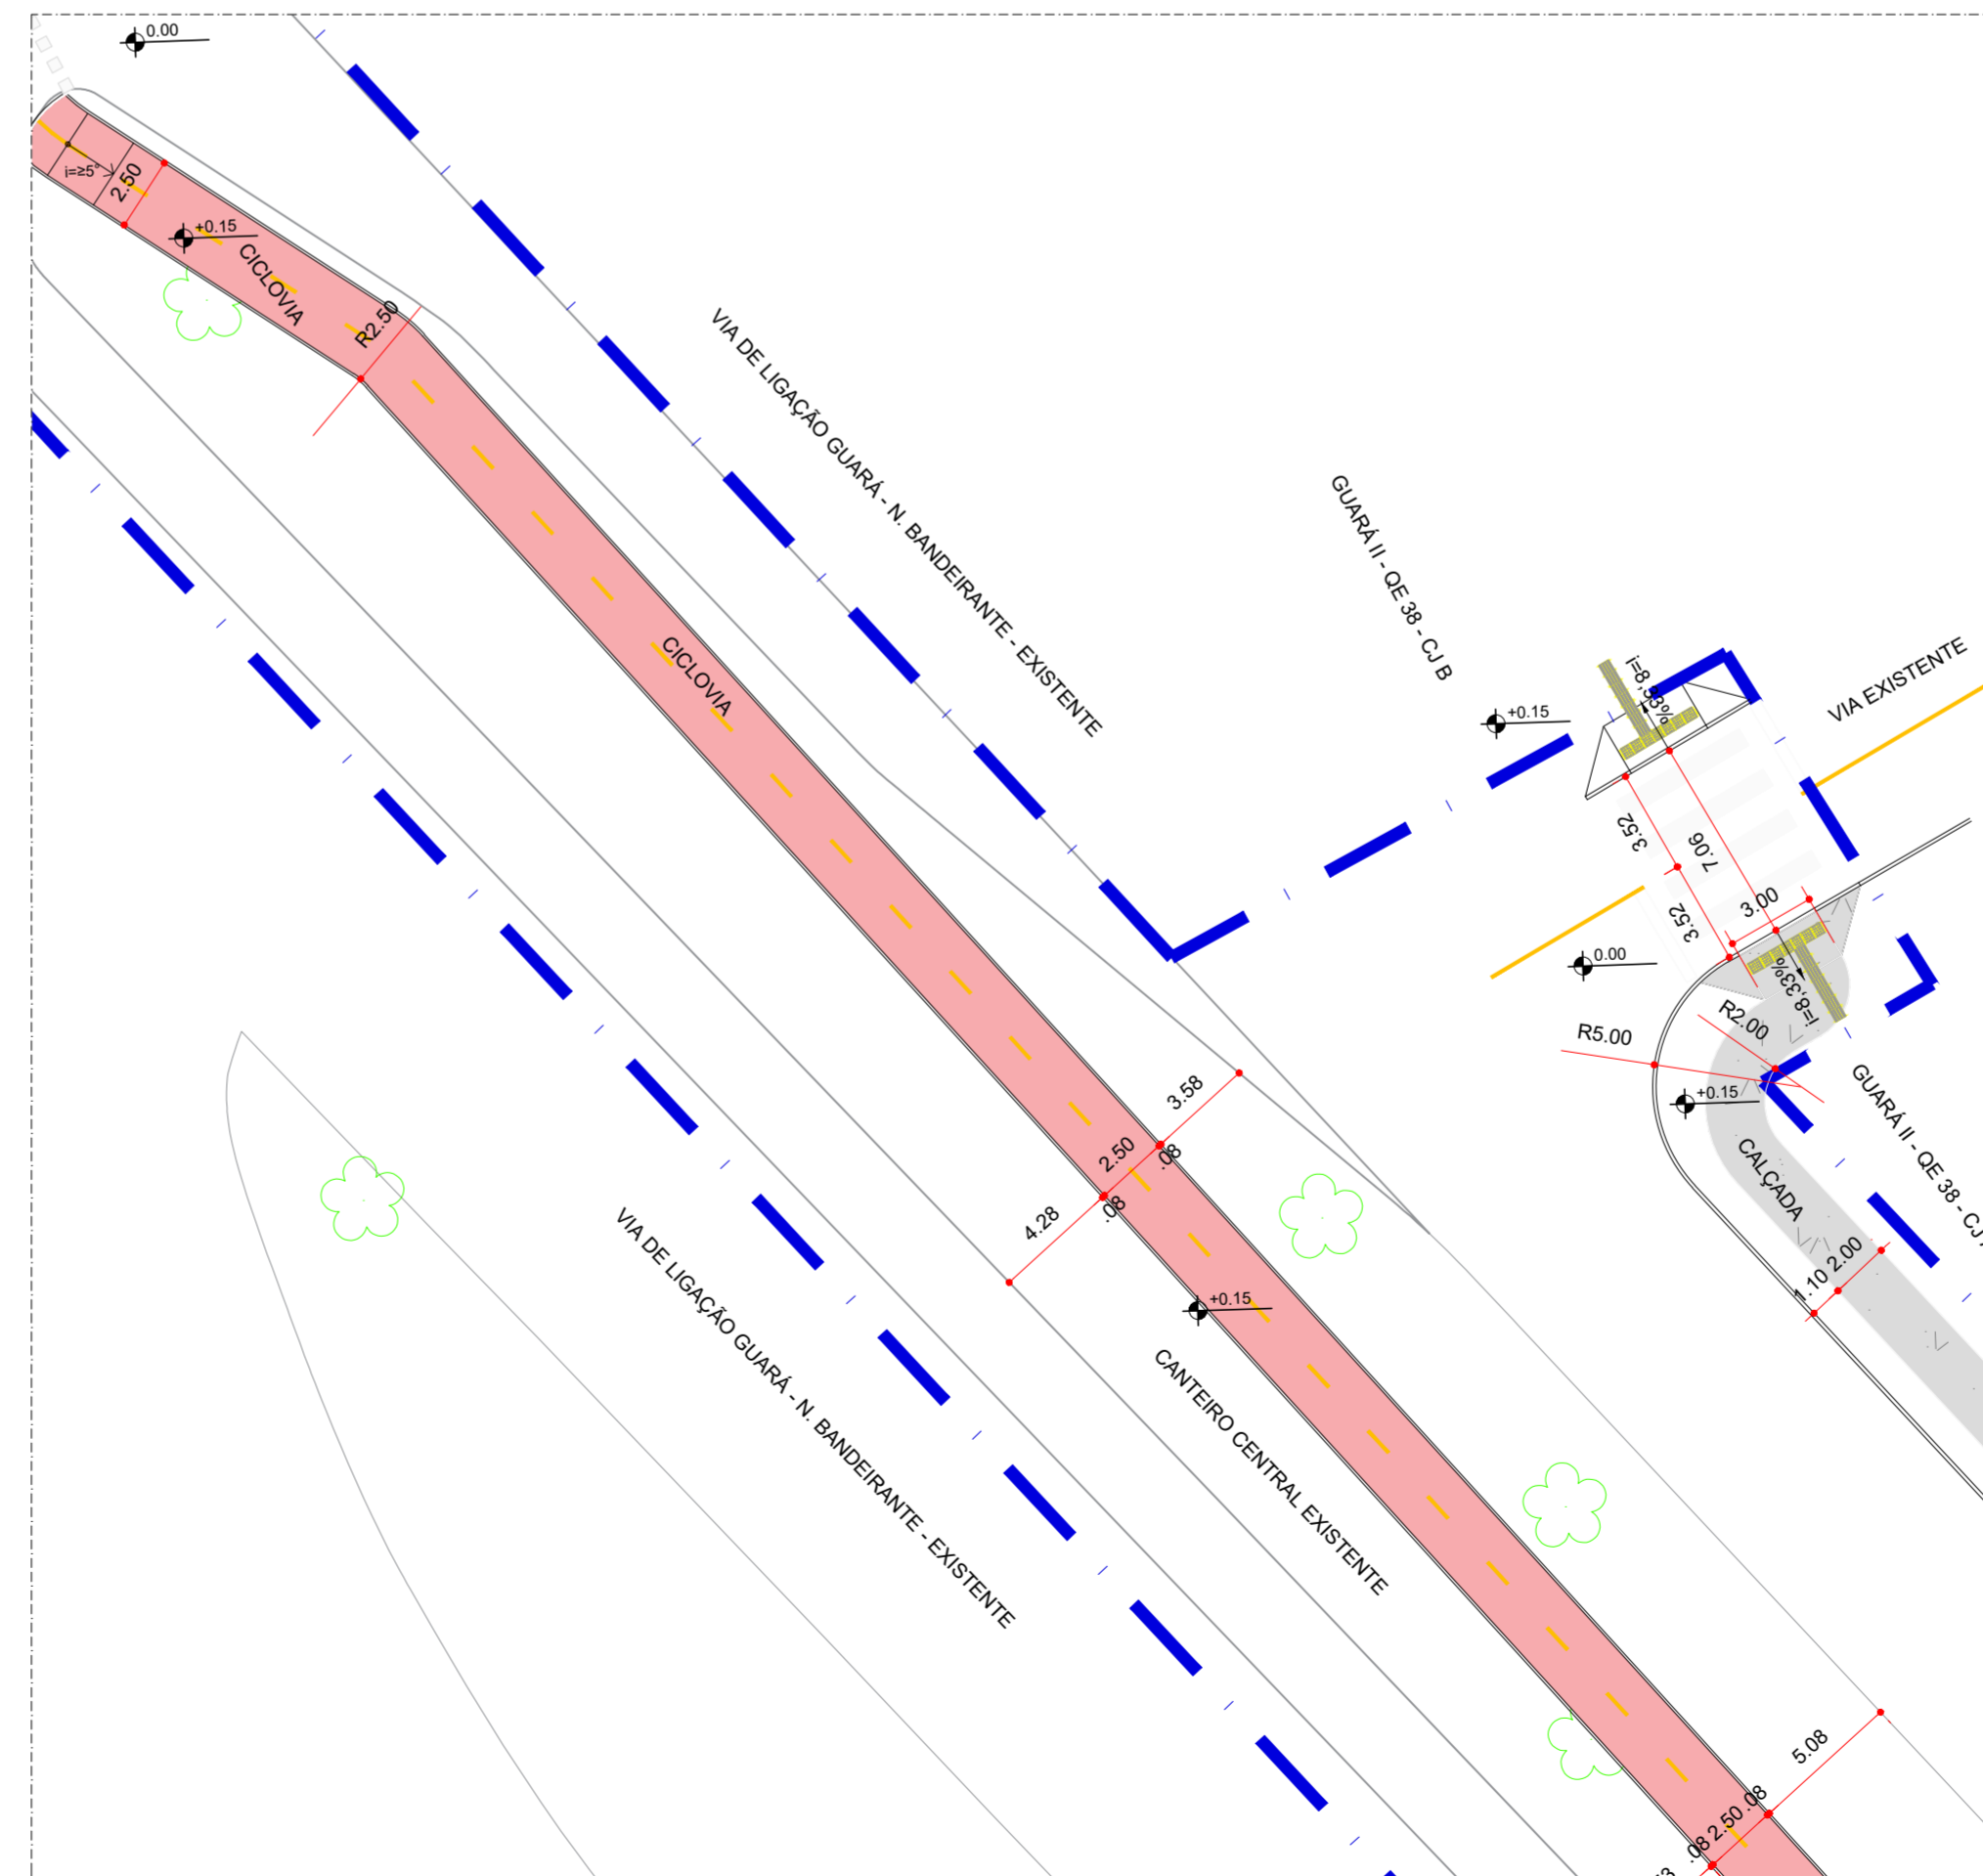 0.00
i=≥5°
2.50
+0.15
CICLOVIA
R2.50
VIA DE LIGAÇÃO GUARÁ - N. BANDEIRANTE - EXISTENTE
GUARÁ II - QE 38 - CJ B
+0.15
i=8,33%
VIA EXISTENTE
CICLOVIA
3.52
7.06
3.00
3.52
0.00
i=8,33%
R2.00
R5.00
+0.15
GUARÁ II - QE 38 - CJ
CALÇADA
3.58
2.50
.08
.08
4.28
2.00
1.10
+0.15
VIA DE LIGAÇÃO GUARÁ - N. BANDEIRANTE - EXISTENTE
CANTEIRO CENTRAL EXISTENTE
5.08
.08
2.50
.08